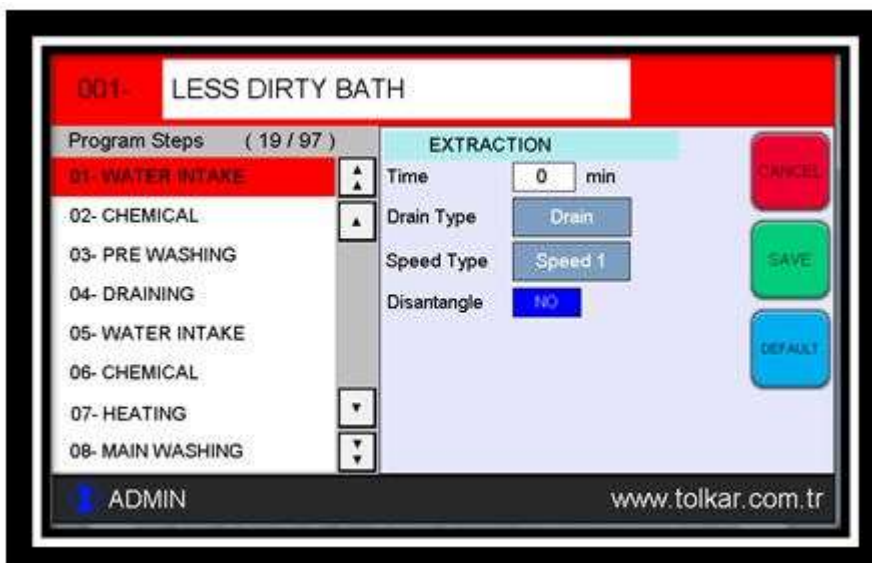 001- LESS DIRTY BATH
Program Steps ( 19 / 97 )
01- WATER INTAKE
02- CHEMICAL
03- PRE WASHING
04- DRAINING
05- WATER INTAKE
06- CHEMICAL
07- HEATING
08- MAIN WASHING
EXTRACTION
Time 0 min
Drain Type Drain
Speed Type Speed 1
Disantangle NO
CANCEL
SAVE
DEFAULT
ADMIN
www.tolkar.com.tr